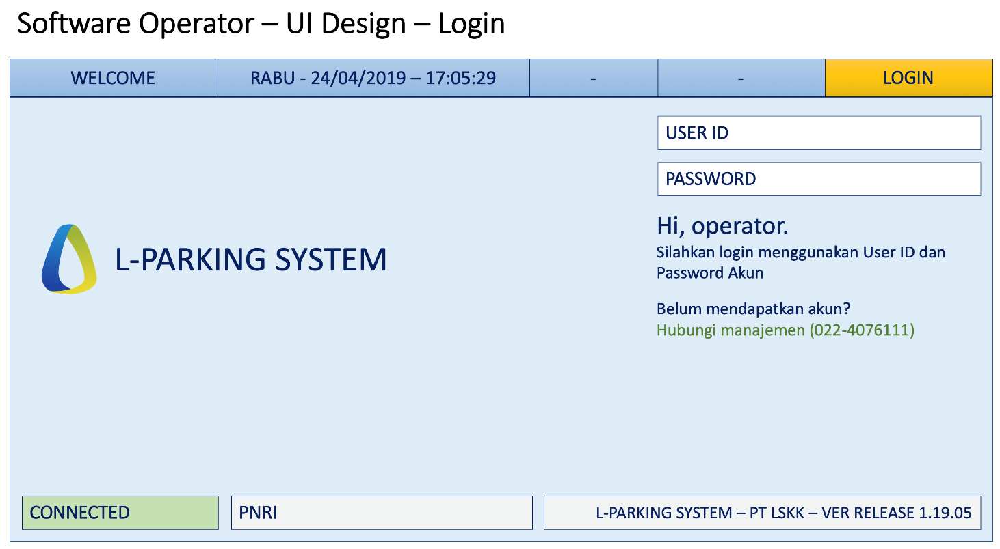 Software Operator – UI Design – Login
WELCOME
RABU - 24/04/2019 – 17:05:29
-
-
LOGIN
USER ID
PASSWORD
L-PARKING SYSTEM
Hi, operator.
Silahkan login menggunakan User ID dan
Password Akun
Belum mendapatkan akun?
Hubungi manajemen (022-4076111)
CONNECTED
PNRI
L-PARKING SYSTEM – PT LSKK – VER RELEASE 1.19.05